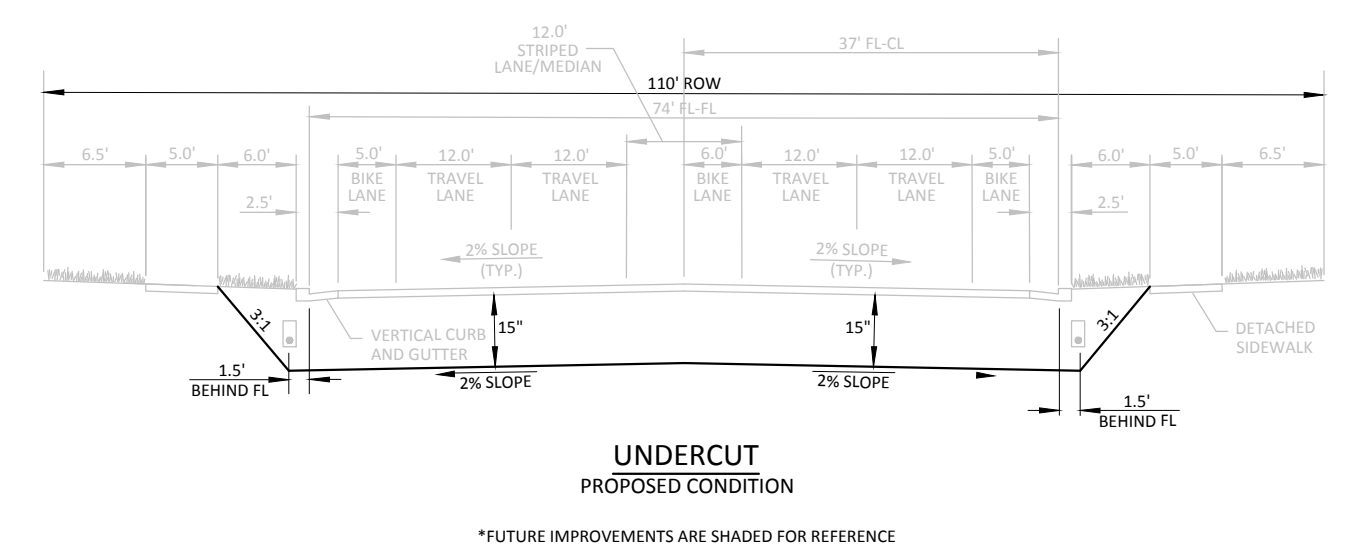 12.0'
STRIPED
LANE/MEDIAN
37' FL-CL
110' ROW
74' FL-FL
6.5'
5.0'
6.0'
5.0'
BIKE
LANE
12.0'
TRAVEL
LANE
12.0'
TRAVEL
LANE
6.0'
BIKE
LANE
12.0'
TRAVEL
LANE
12.0'
TRAVEL
LANE
5.0'
BIKE
LANE
6.0'
5.0'
6.5'
2.5'
2.5'
2% SLOPE
(TYP.)
2% SLOPE
(TYP.)
3:1
VERTICAL CURB
AND GUTTER
15"
15"
3:1
DETACHED
SIDEWALK
1.5'
BEHIND FL
2% SLOPE
2% SLOPE
1.5'
BEHIND FL
UNDERCUT
PROPOSED CONDITION
*FUTURE IMPROVEMENTS ARE SHADED FOR REFERENCE